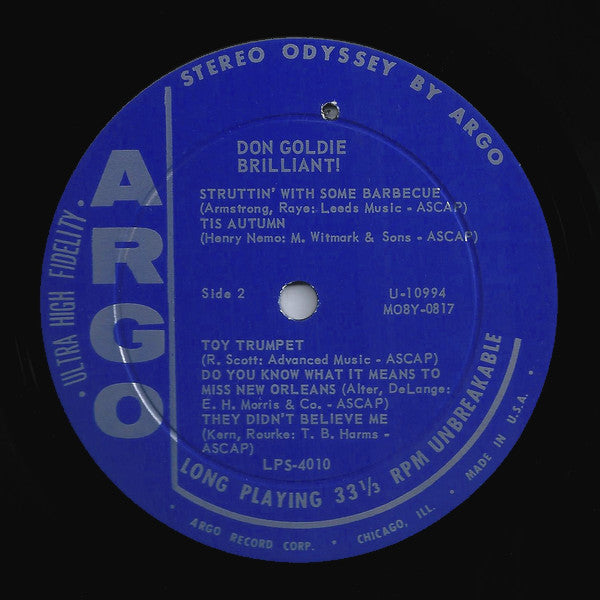 STEREO ODYSSEY BY ARGO
ARGO
· ULTRA HIGH FIDELITY ·
DON GOLDIE
BRILLIANT!
STRUTTIN' WITH SOME BARBECUE
(Armstrong, Raye: Leeds Music - ASCAP)
TIS AUTUMN
(Henry Nemo: M. Witmark & Sons - ASCAP)
Side 2
U-10994
MO8Y-0817
TOY TRUMPET
(R. Scott: Advanced Music - ASCAP)
DO YOU KNOW WHAT IT MEANS TO
MISS NEW ORLEANS (Alter, DeLange:
E. H. Morris & Co. - ASCAP)
THEY DIDN'T BELIEVE ME
(Kern, Rourke: T. B. Harms -
ASCAP)
LPS-4010
LONG PLAYING 33 1/3 RPM UNBREAKABLE
· ARGO RECORD CORP. · CHICAGO, ILL. · MADE IN U.S.A. ·